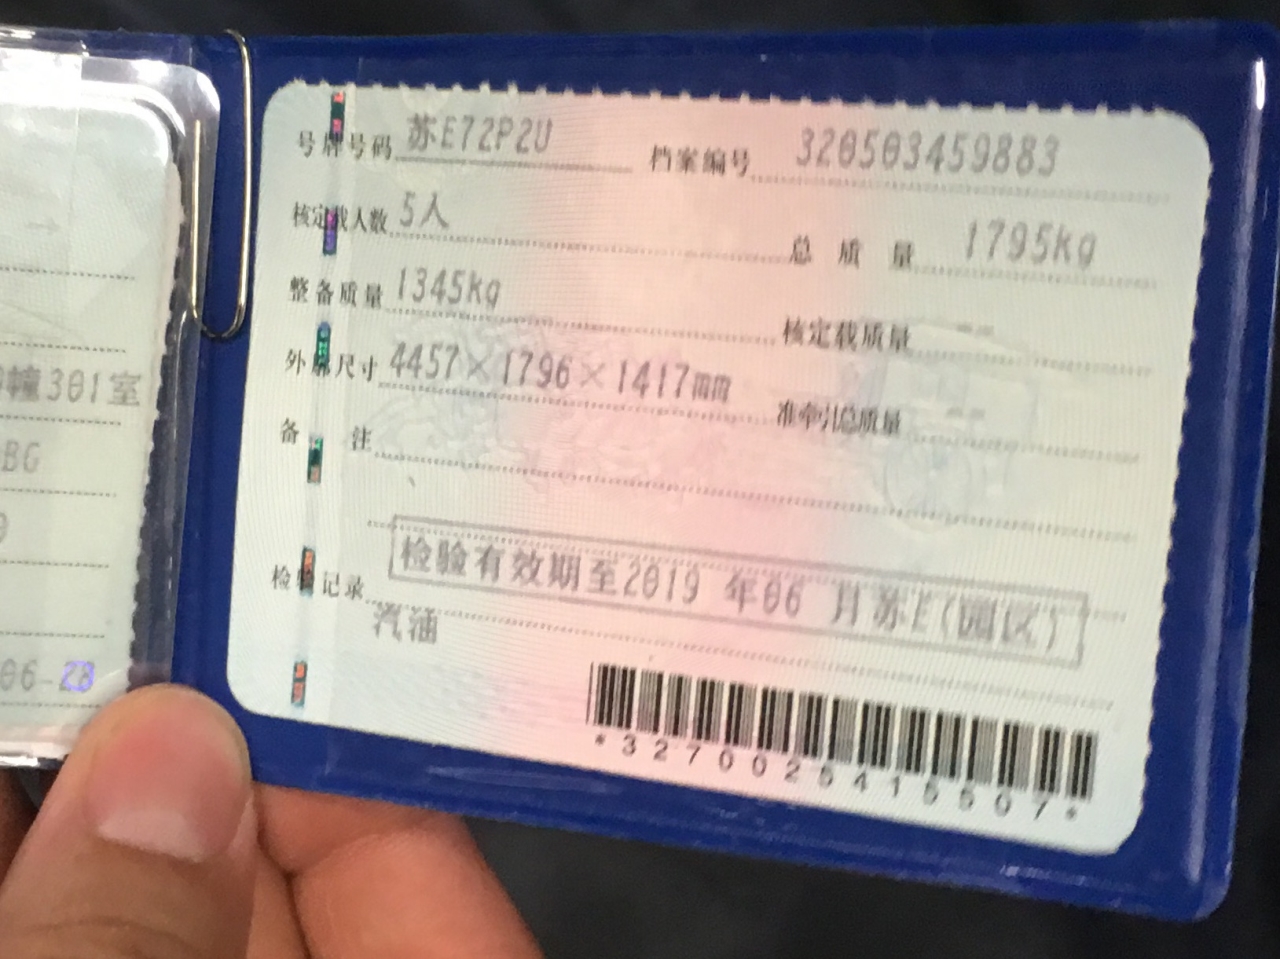 号牌号码 苏E72P2U 档案编号 320503459883
核定载人数 5人 总质量 1795kg
整备质量 1345kg 核定载质量 --
外廓尺寸 4457×1796×1417mm 准牵引总质量 --
备注
检验记录 检验有效期至2019 年06 月苏E(园区)
汽油
*3270025415507*
幢301室
BG
06-28